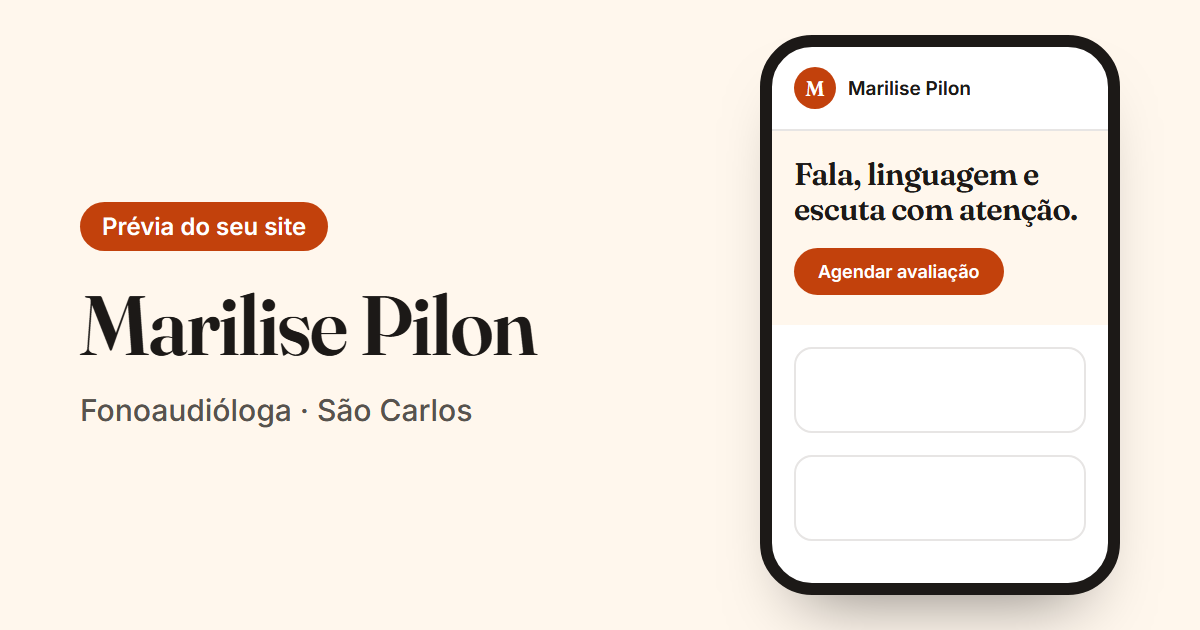 Prévia do seu site
Marilise Pilon
Fonoaudióloga · São Carlos
M
Marilise Pilon
Fala, linguagem e
escuta com atenção.
Agendar avaliação